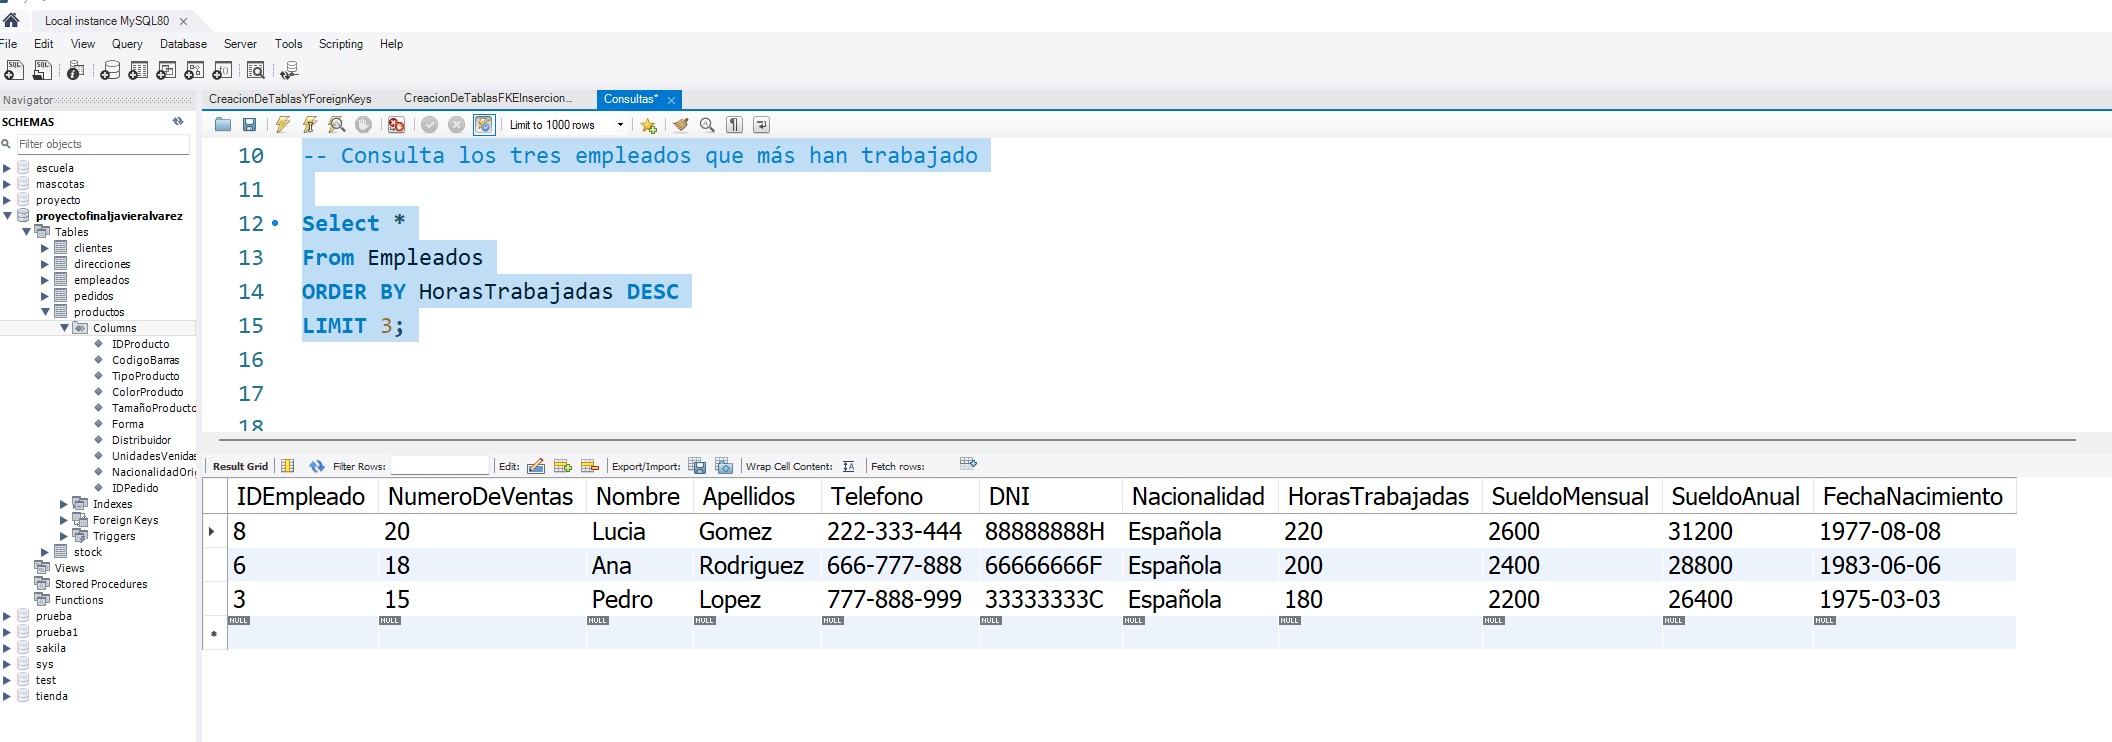 Local instance MySQL80
File Edit View Query Database Server Tools Scripting Help
Navigator
SCHEMAS
Filter objects
escuela
mascotas
proyecto
proyectofinaljavieralvarez
Tables
clientes
direcciones
empleados
pedidos
productos
Columns
IDProducto
CodigoBarras
TipoProducto
ColorProducto
TamañoProducto
Forma
Distribuidor
UnidadesVenidas
NacionalidadOri
IDPedido
Indexes
Foreign Keys
Triggers
stock
Views
Stored Procedures
Functions
prueba
prueba1
sakila
sys
test
tienda
CreacionDeTablasYForeignKeys CreacionDeTablasFKEInsercion... Consultas*
Limit to 1000 rows
10 -- Consulta los tres empleados que más han trabajado
11
12 Select *
13 From Empleados
14 ORDER BY HorasTrabajadas DESC
15 LIMIT 3;
16
17
18
Result Grid Filter Rows: Edit: Export/Import: Wrap Cell Content: Fetch rows:
IDEmpleado NumeroDeVentas Nombre Apellidos Telefono DNI Nacionalidad HorasTrabajadas SueldoMensual SueldoAnual FechaNacimiento
8 20 Lucia Gomez 222-333-444 88888888H Española 220 2600 31200 1977-08-08
6 18 Ana Rodriguez 666-777-888 66666666F Española 200 2400 28800 1983-06-06
3 15 Pedro Lopez 777-888-999 33333333C Española 180 2200 26400 1975-03-03
NULL NULL NULL NULL NULL NULL NULL NULL NULL NULL NULL